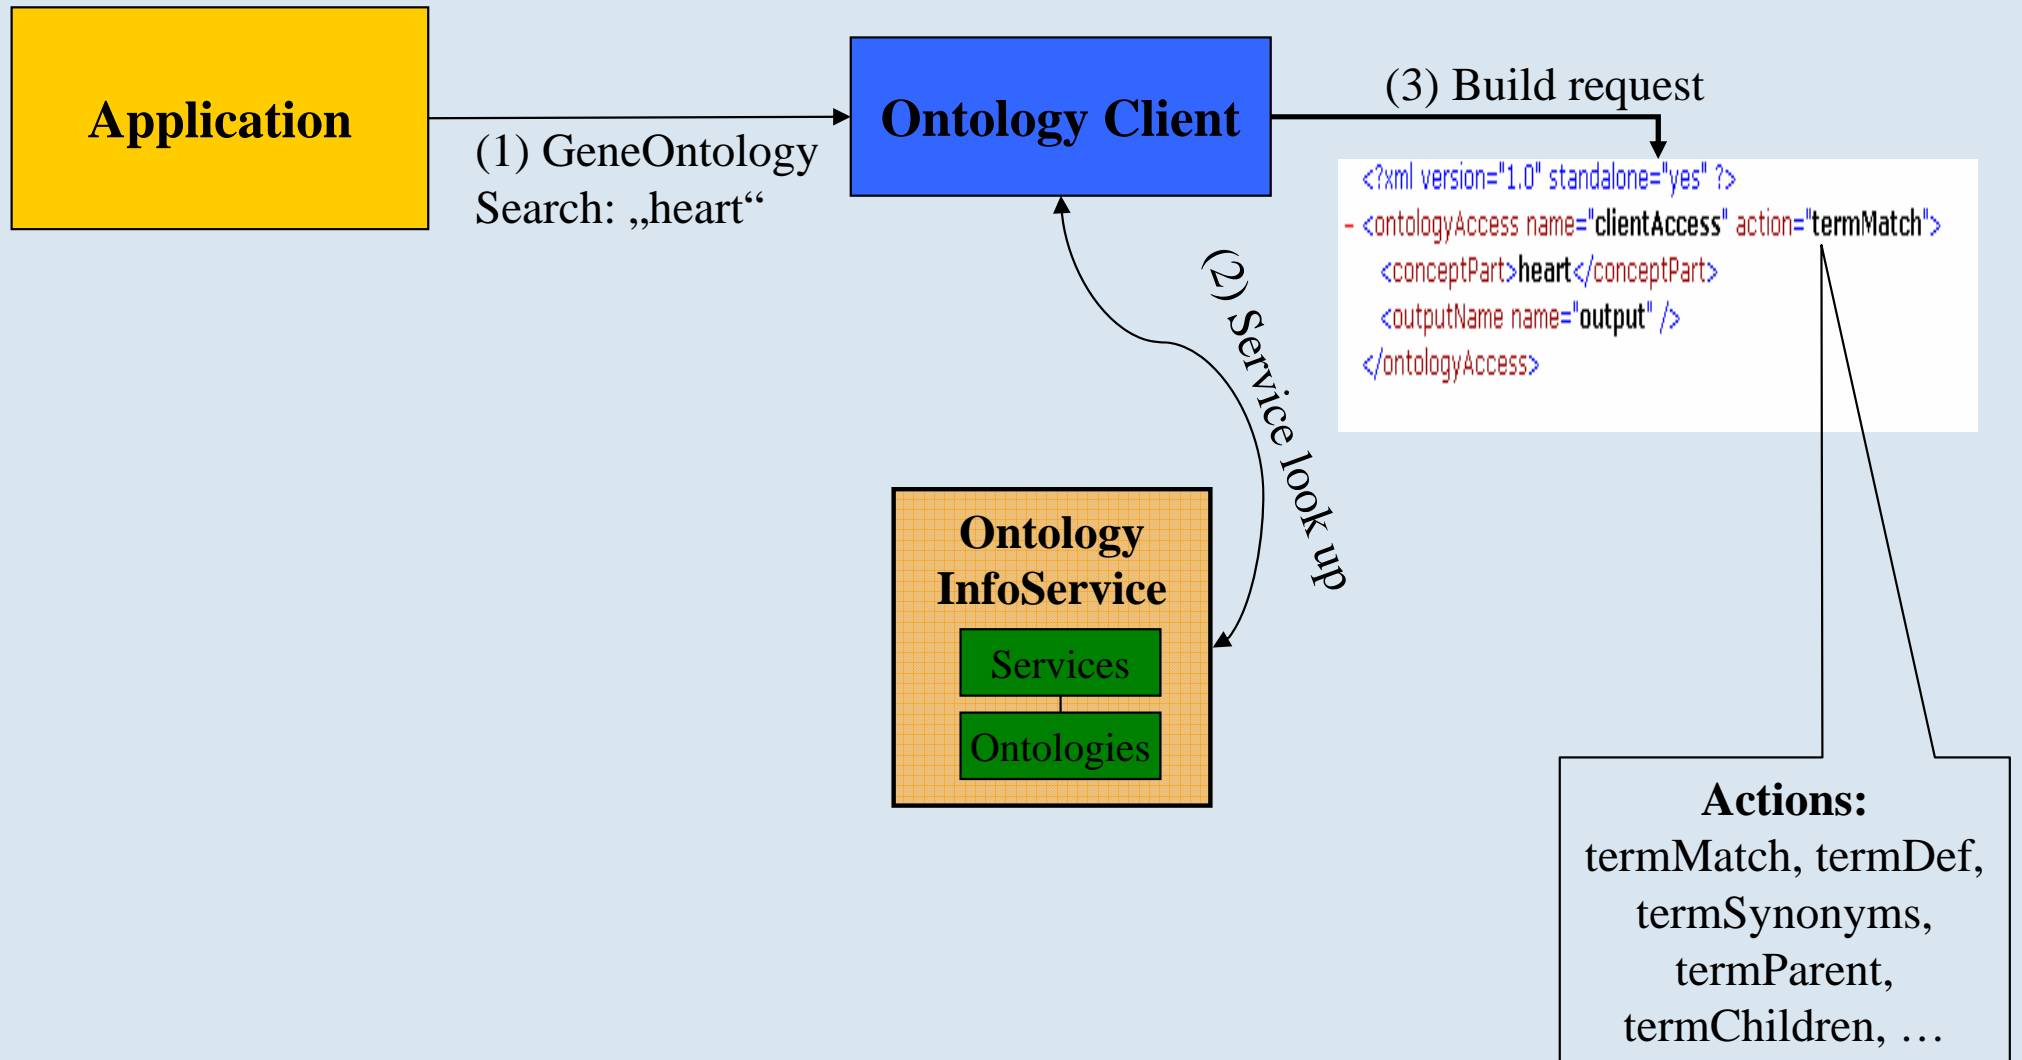 Application
(1) GeneOntology
Search: „heart“
Ontology Client
(3) Build request
<?xml version="1.0" standalone="yes" ?>
- <ontologyAccess name="clientAccess" action="termMatch">
<conceptPart>heart</conceptPart>
<outputName name="output" />
</ontologyAccess>
(2) Service look up
Ontology
InfoService
Services
Ontologies
Actions:
termMatch, termDef,
termSynonyms,
termParent,
termChildren, …